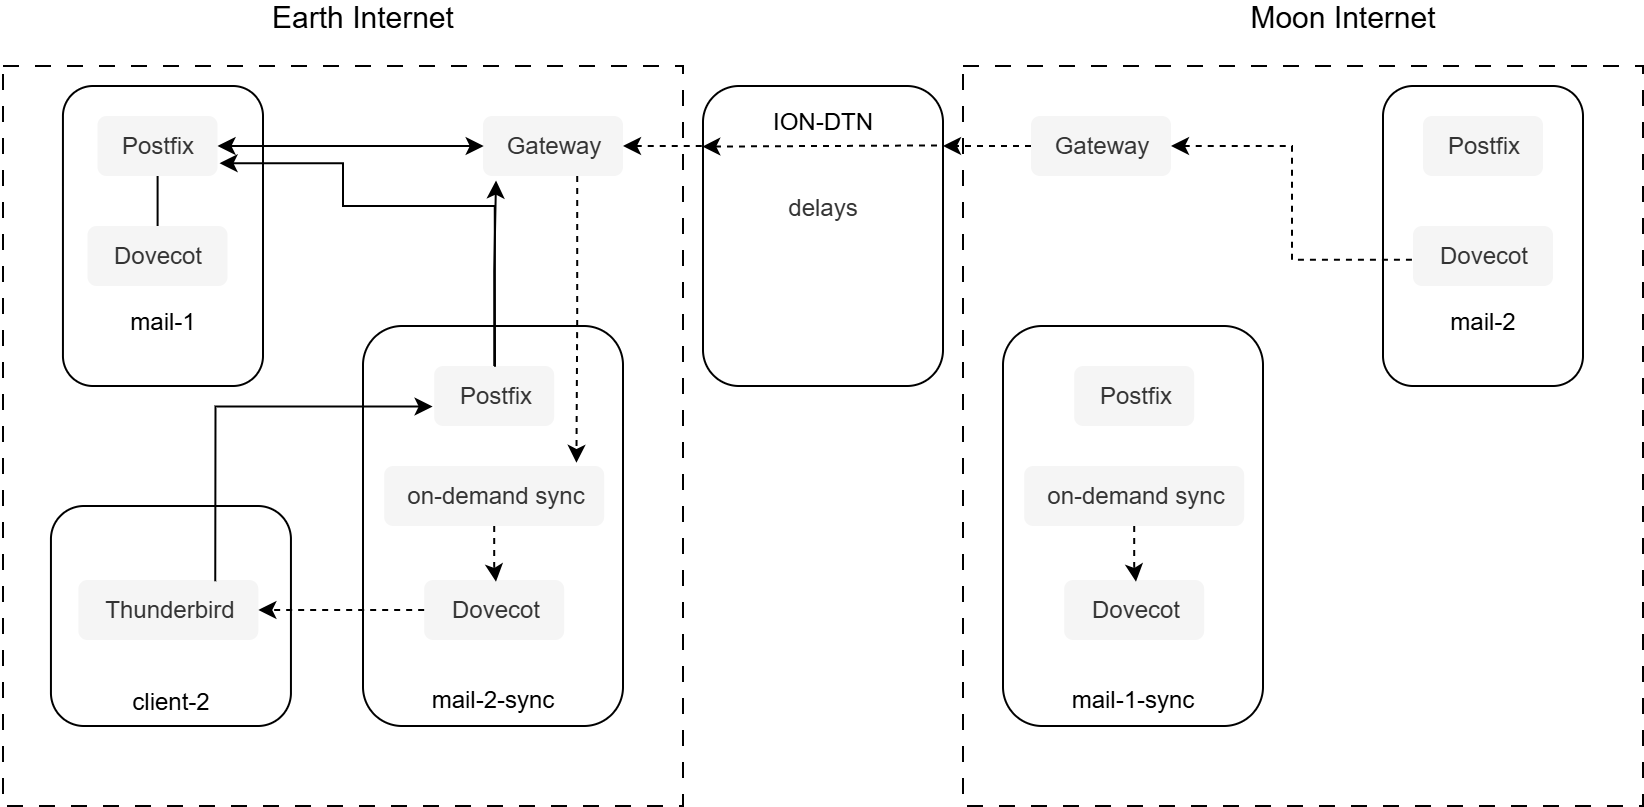 Earth Internet
Moon Internet
Postfix
Dovecot
mail-1
Gateway
ION-DTN
delays
Gateway
Postfix
Dovecot
mail-2
Postfix
on-demand sync
Dovecot
mail-2-sync
Thunderbird
client-2
Postfix
on-demand sync
Dovecot
mail-1-sync